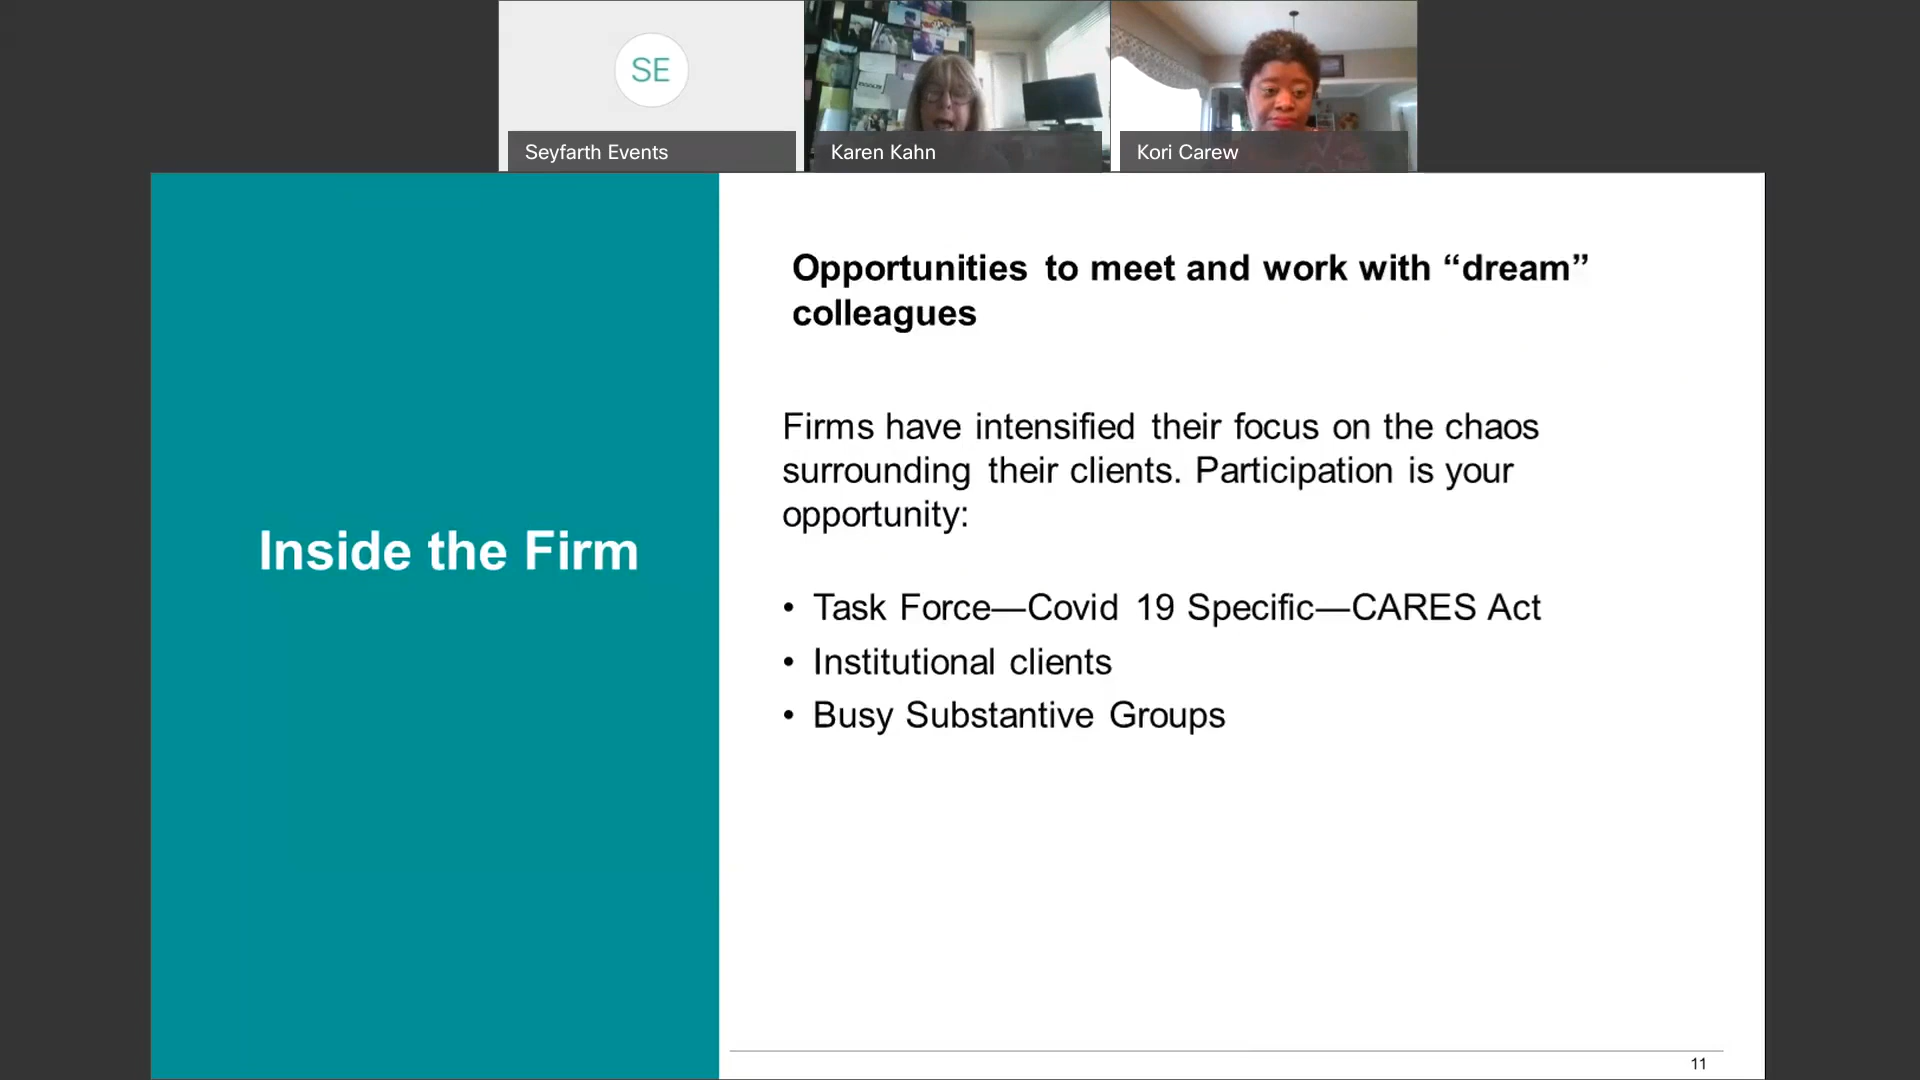 SE
Seyfarth Events
Karen Kahn
Kori Carew
Inside the Firm
Opportunities to meet and work with “dream”
colleagues
Firms have intensified their focus on the chaos
surrounding their clients. Participation is your
opportunity:
• Task Force—Covid 19 Specific—CARES Act
• Institutional clients
• Busy Substantive Groups
11